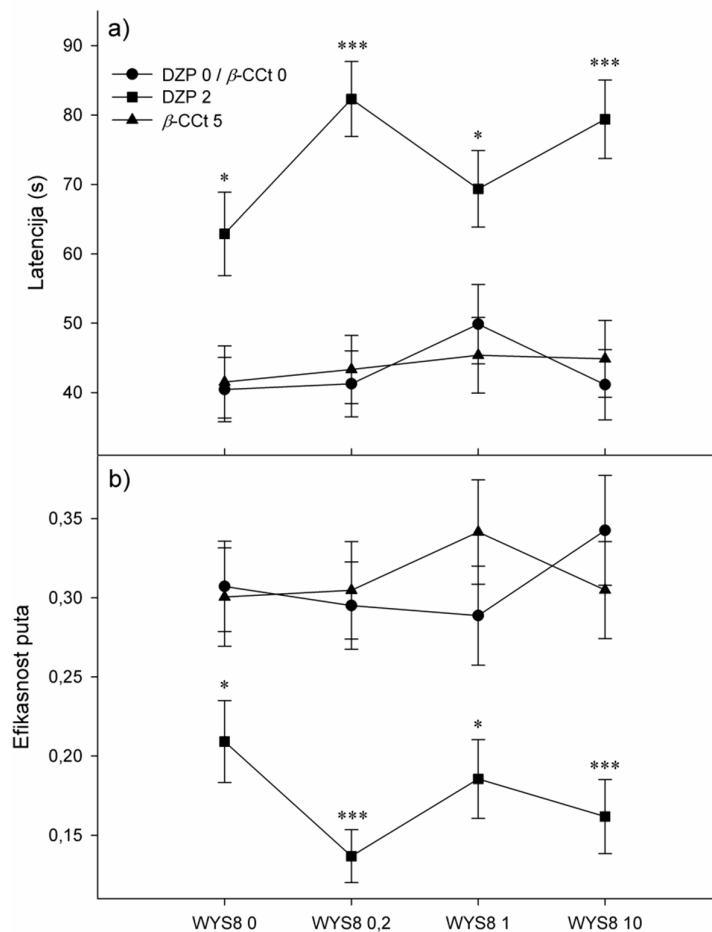 a)
90
80
70
60
50
40
Latencija (s)
DZP 0 / β-CCt 0
DZP 2
β-CCt 5
*
***
*
***
b)
0,35
0,30
0,25
0,20
0,15
Efikasnost puta
*
***
*
***
WYS8 0
WYS8 0,2
WYS8 1
WYS8 10